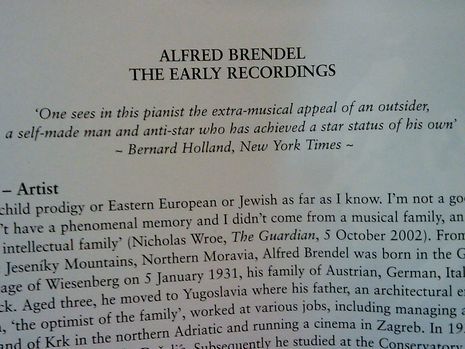 ALFRED BRENDEL
THE EARLY RECORDINGS
‘One sees in this pianist the extra-musical appeal of an outsider,
a self-made man and anti-star who has achieved a star status of his own’
~ Bernard Holland, New York Times ~
– Artist
child prodigy or Eastern European or Jewish as far as I know. I'm not a
't have a phenomenal memory and I didn't come from a musical family, an
intellectual family’ (Nicholas Wroe, The Guardian, 5 October 2002). From
Jeseníky Mountains, Northern Moravia, Alfred Brendel was born in the G
age of Wiesenberg on 5 January 1931, his family of Austrian, German, Ital
ck. Aged three, he moved to Yugoslavia where his father, an architectural e
, ‘the optimist of the family’, worked at various jobs, including managing a
and of Krk in the northern Adriatic and running a cinema in Zagreb. In 19
Subsequently he studied at the Conservatory